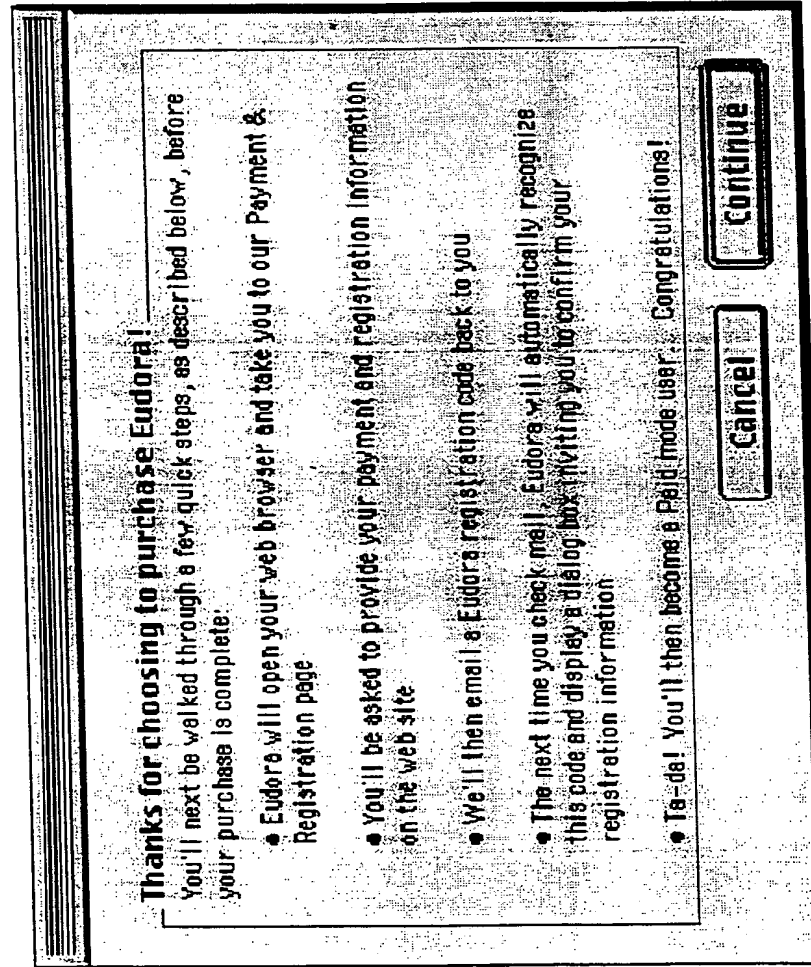 Thanks for choosing to purchase Eudora!
You'll next be walked through a few quick steps, as described below, before
your purchase is complete:
• Eudora will open your web browser and take you to our Payment &
Registration page
• You'll be asked to provide your payment and registration information
on the web site
• We'll then email a Eudora registration code back to you
• The next time you check mail, Eudora will automatically recognize
this code and display a dialog box inviting you to confirm your
registration information
• Ta-da! You'll then become a Paid mode user... Congratulations!
Cancel
Continue